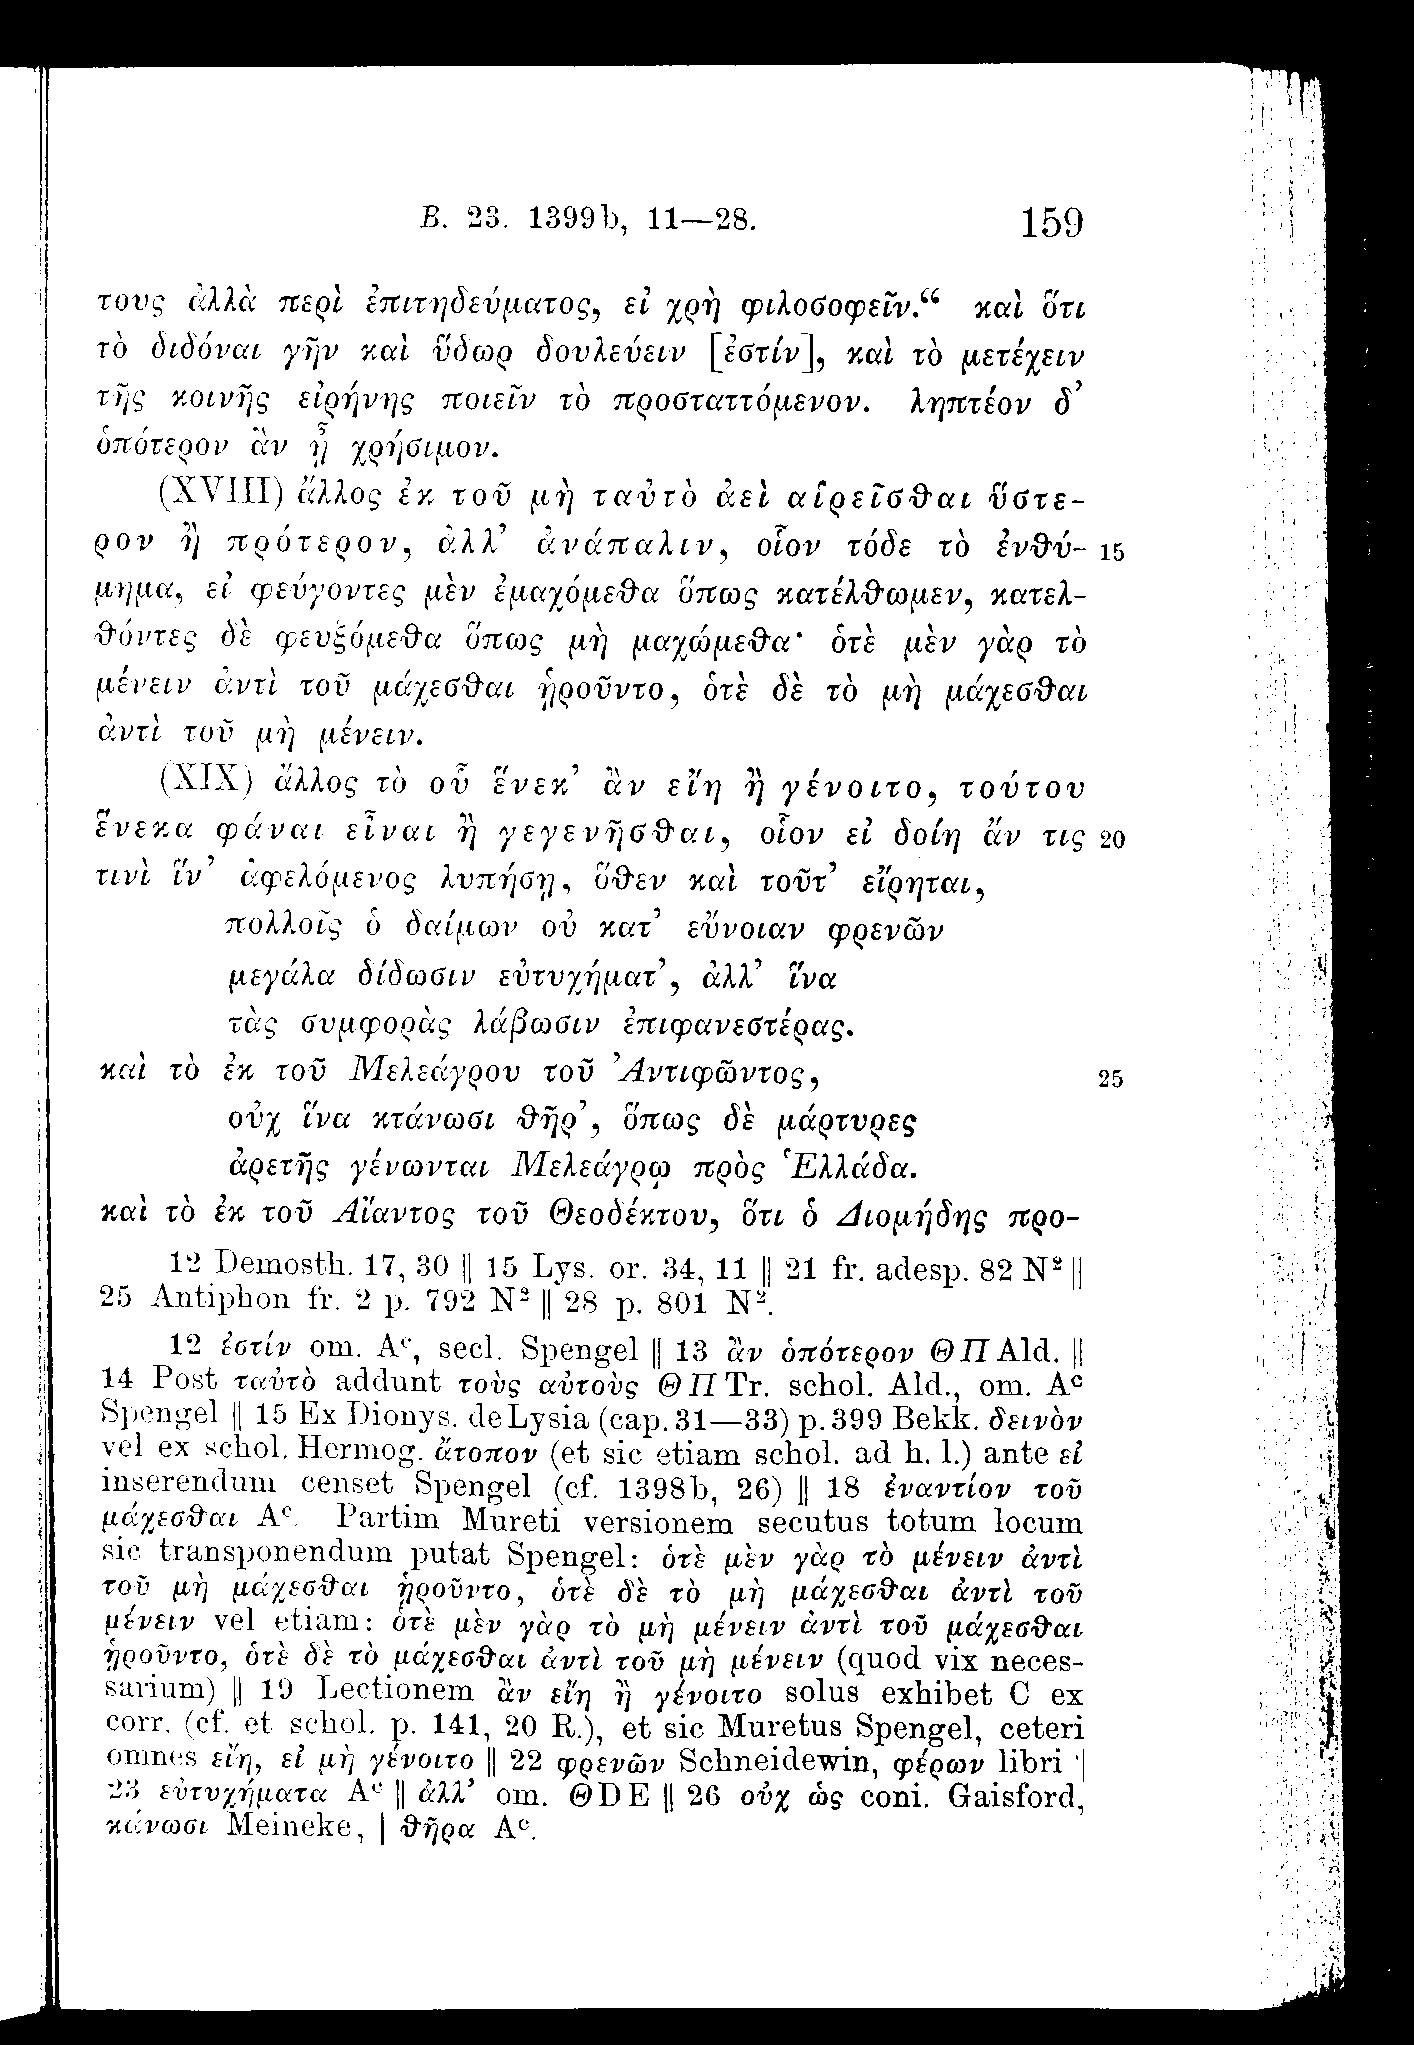 B. 23. 1399b, 11—28. 159
τους ἀλλὰ περὶ ἐπιτηδεύματος, εἰ χρὴ φιλοσοφεῖν.“ καὶ ὅτι
τὸ διδόναι γῆν καὶ ὕδωρ δουλεύειν [ἐστίν], καὶ τὸ μετέχειν
τῆς κοινῆς εἰρήνης ποιεῖν τὸ προσταττόμενον. ληπτέον δ’
ὁπότερον ἂν ᾖ χρήσιμον.
(XVIII) ἄλλος ἐκ τοῦ μὴ ταὐτὸ ἀεὶ αἱρεῖσθαι ὕστε-
ρον ἢ πρότερον, ἀλλ’ ἀνάπαλιν, οἷον τόδε τὸ ἐνθύ- 15
μημα, εἰ φεύγοντες μὲν ἐμαχόμεθα ὅπως κατέλθωμεν, κατελ-
θόντες δὲ φευξόμεθα ὅπως μὴ μαχώμεθα· ὁτὲ μὲν γὰρ τὸ
μένειν ἀντὶ τοῦ μάχεσθαι ᾑροῦντο, ὁτὲ δὲ τὸ μὴ μάχεσθαι
ἀντὶ τοῦ μὴ μένειν.
(XIX) ἄλλος τὸ οὗ ἕνεκ’ ἂν εἴη ἢ γένοιτο, τούτου
ἕνεκα φάναι εἶναι ἢ γεγενῆσθαι, οἷον εἰ δοίη ἄν τις 20
τινὶ ἵν’ ἀφελόμενος λυπήσῃ, ὅθεν καὶ τοῦτ’ εἴρηται,
πολλοῖς ὁ δαίμων οὐ κατ’ εὔνοιαν φρενῶν
μεγάλα δίδωσιν εὐτυχήματ’, ἀλλ’ ἵνα
τὰς συμφορὰς λάβωσιν ἐπιφανεστέρας.
καὶ τὸ ἐκ τοῦ Μελεάγρου τοῦ Ἀντιφῶντος, 25
οὐχ ἵνα κτάνωσι θῆρ’, ὅπως δὲ μάρτυρες
ἀρετῆς γένωνται Μελεάγρῳ πρὸς Ἑλλάδα.
καὶ τὸ ἐκ τοῦ Αἴαντος τοῦ Θεοδέκτου, ὅτι ὁ Διομήδης προ-
12 Demosth. 17, 30 || 15 Lys. or. 34, 11 || 21 fr. adesp. 82 N² ||
25 Antiphon fr. 2 p. 792 N² || 28 p. 801 N².
12 ἐστίν om. Aᶜ, secl. Spengel || 13 ἂν ὁπότερον ΘΠ Ald. ||
14 Post ταὐτὸ addunt τοὺς αὐτοὺς ΘΠ Tr. schol. Ald., om. Aᶜ
Spengel || 15 Ex Dionys. de Lysia (cap. 31—33) p. 399 Bekk. δεινὸν
vel ex schol. Hermog. ἄτοπον (et sic etiam schol. ad h. l.) ante εἰ
inserendum censet Spengel (cf. 1398b, 26) || 18 ἐναντίον τοῦ
μάχεσθαι Aᶜ. Partim Mureti versionem secutus totum locum
sic transponendum putat Spengel: ὁτὲ μὲν γὰρ τὸ μένειν ἀντὶ
τοῦ μὴ μάχεσθαι ᾑροῦντο, ὁτὲ δὲ τὸ μὴ μάχεσθαι ἀντὶ τοῦ
μένειν vel etiam: ὁτὲ μὲν γὰρ τὸ μὴ μένειν ἀντὶ τοῦ μάχεσθαι
ᾑροῦντο, ὁτὲ δὲ τὸ μάχεσθαι ἀντὶ τοῦ μὴ μένειν (quod vix neces-
sarium) || 19 Lectionem ἂν εἴη ἢ γένοιτο solus exhibet C ex
corr. (cf. et schol. p. 141, 20 R.), et sic Muretus Spengel, ceteri
omnes εἴη, εἰ μὴ γένοιτο || 22 φρενῶν Schneidewin, φέρων libri ||
23 εὐτυχήματα Aᶜ || ἀλλ’ om. ΘDE || 26 οὐχ ὡς coni. Gaisford,
κάνωσι Meineke, | θῆρα Aᶜ.